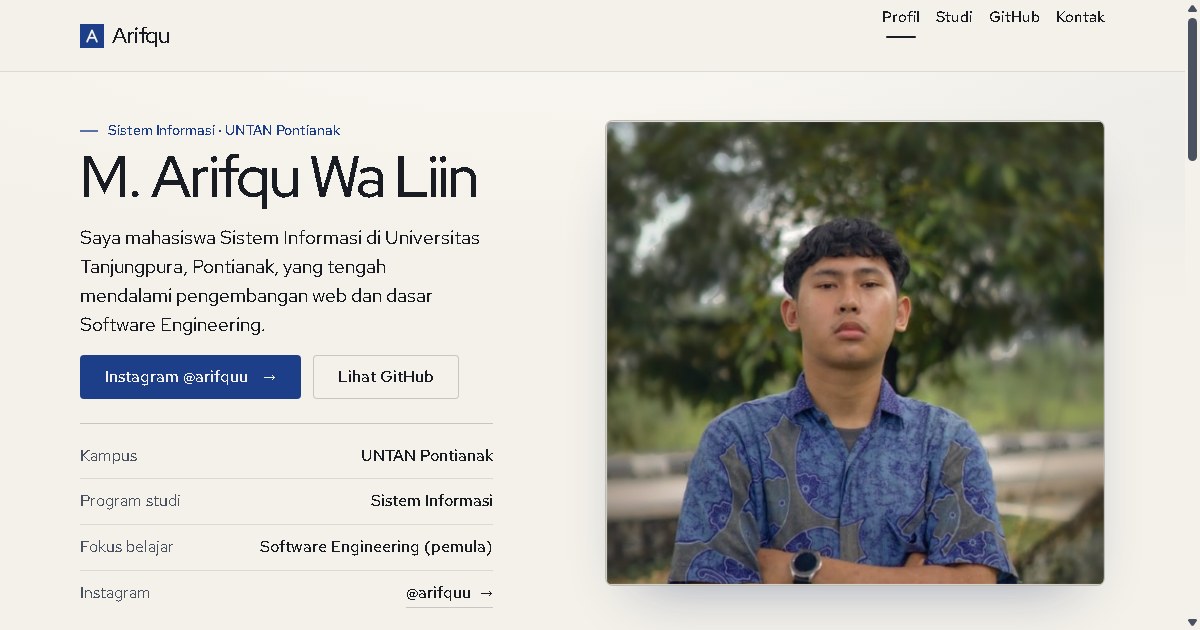 A Arifqu
Profil Studi GitHub Kontak
Sistem Informasi · UNTAN Pontianak
M. Arifqu Wa Liin
Saya mahasiswa Sistem Informasi di Universitas
Tanjungpura, Pontianak, yang tengah
mendalami pengembangan web dan dasar
Software Engineering.
Instagram @arifquu →
Lihat GitHub
Kampus UNTAN Pontianak
Program studi Sistem Informasi
Fokus belajar Software Engineering (pemula)
Instagram @arifquu →